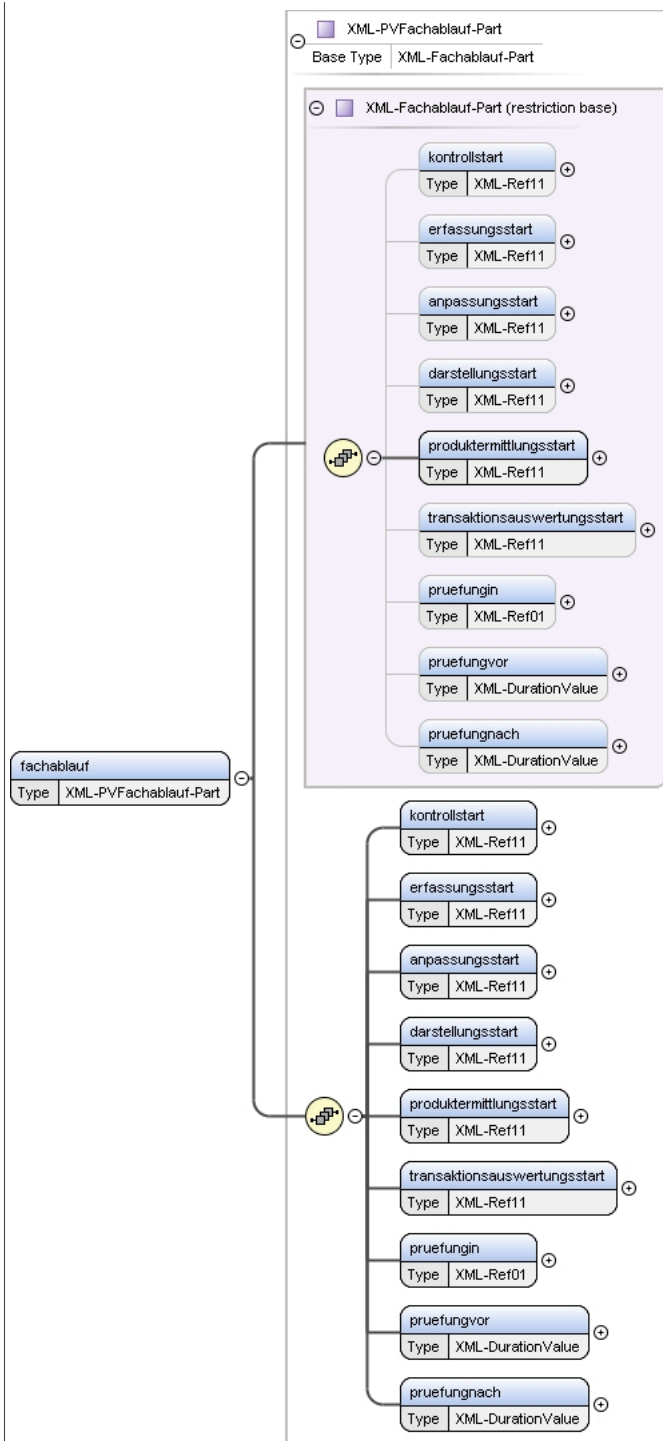 XML-PVFachablauf-Part
Base Type XML-Fachablauf-Part
XML-Fachablauf-Part (restriction base)
kontrollstart
Type XML-Ref11
erfassungsstart
Type XML-Ref11
anpassungsstart
Type XML-Ref11
darstellungsstart
Type XML-Ref11
produktermittlungsstart
Type XML-Ref11
transaktionsauswertungsstart
Type XML-Ref11
pruefungin
Type XML-Ref01
pruefungvor
Type XML-DurationValue
pruefungnach
Type XML-DurationValue
fachablauf
Type XML-PVFachablauf-Part
kontrollstart
Type XML-Ref11
erfassungsstart
Type XML-Ref11
anpassungsstart
Type XML-Ref11
darstellungsstart
Type XML-Ref11
produktermittlungsstart
Type XML-Ref11
transaktionsauswertungsstart
Type XML-Ref11
pruefungin
Type XML-Ref01
pruefungvor
Type XML-DurationValue
pruefungnach
Type XML-DurationValue